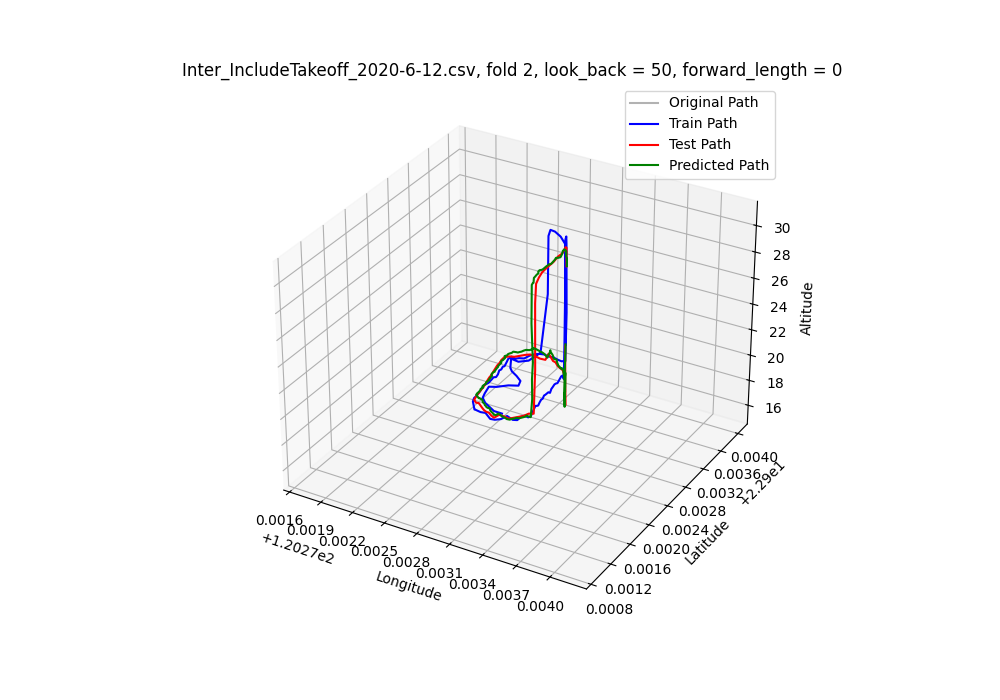 Inter_IncludeTakeoff_2020-6-12.csv, fold 2, look_back = 50, forward_length = 0
Original Path
Train Path
Test Path
Predicted Path
30
28
26
24
22
20
18
16
Altitude
0.0040
0.0036
0.0032
0.0028
0.0024
0.0020
0.0016
0.0012
0.0008
+2.29e1
Latitude
0.0016
0.0019
0.0022
0.0025
0.0028
0.0031
0.0034
0.0037
0.0040
+1.2027e2
Longitude